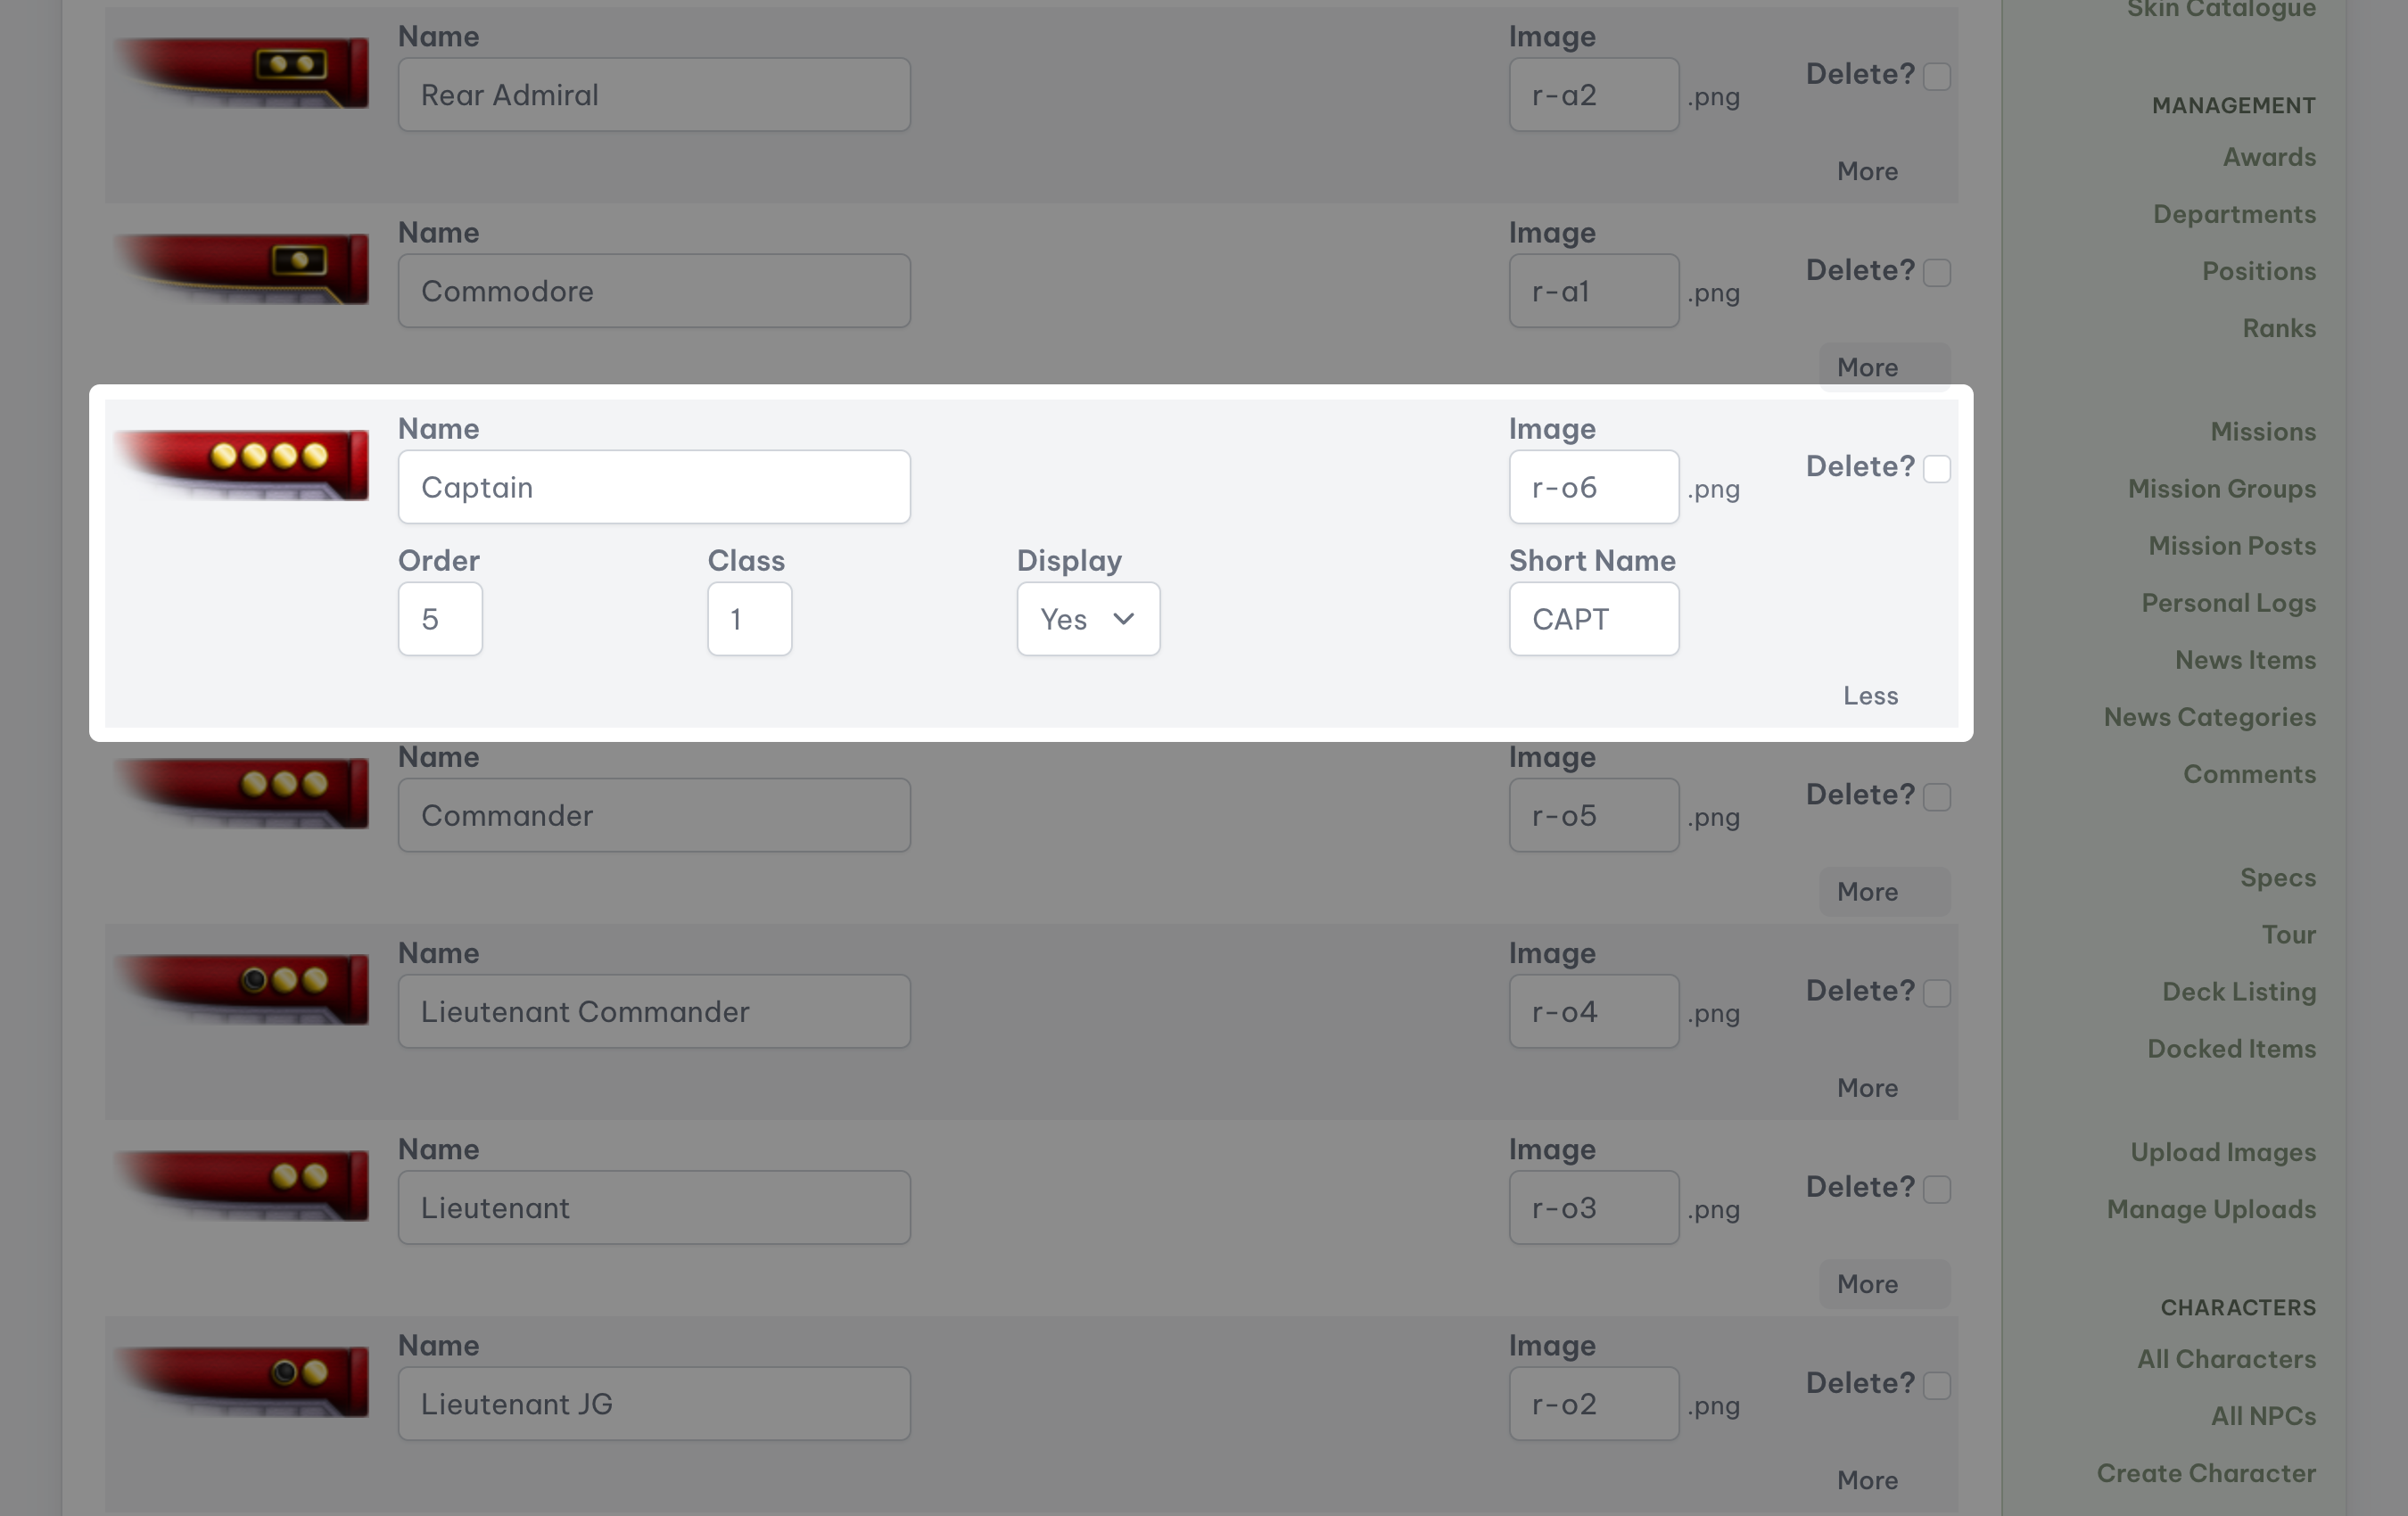 Name
Image
Rear Admiral
r-a2 .png
Delete?
More
Name
Image
Commodore
r-a1 .png
Delete?
More
Name
Image
Captain
r-o6 .png
Delete?
Order
Class
Display
Short Name
5
1
Yes
CAPT
Less
Name
Image
Commander
r-o5 .png
Delete?
More
Name
Image
Lieutenant Commander
r-o4 .png
Delete?
More
Name
Image
Lieutenant
r-o3 .png
Delete?
More
Name
Image
Lieutenant JG
r-o2 .png
Delete?
More
Skin Catalogue
MANAGEMENT
Awards
Departments
Positions
Ranks
Missions
Mission Groups
Mission Posts
Personal Logs
News Items
News Categories
Comments
Specs
Tour
Deck Listing
Docked Items
Upload Images
Manage Uploads
CHARACTERS
All Characters
All NPCs
Create Character